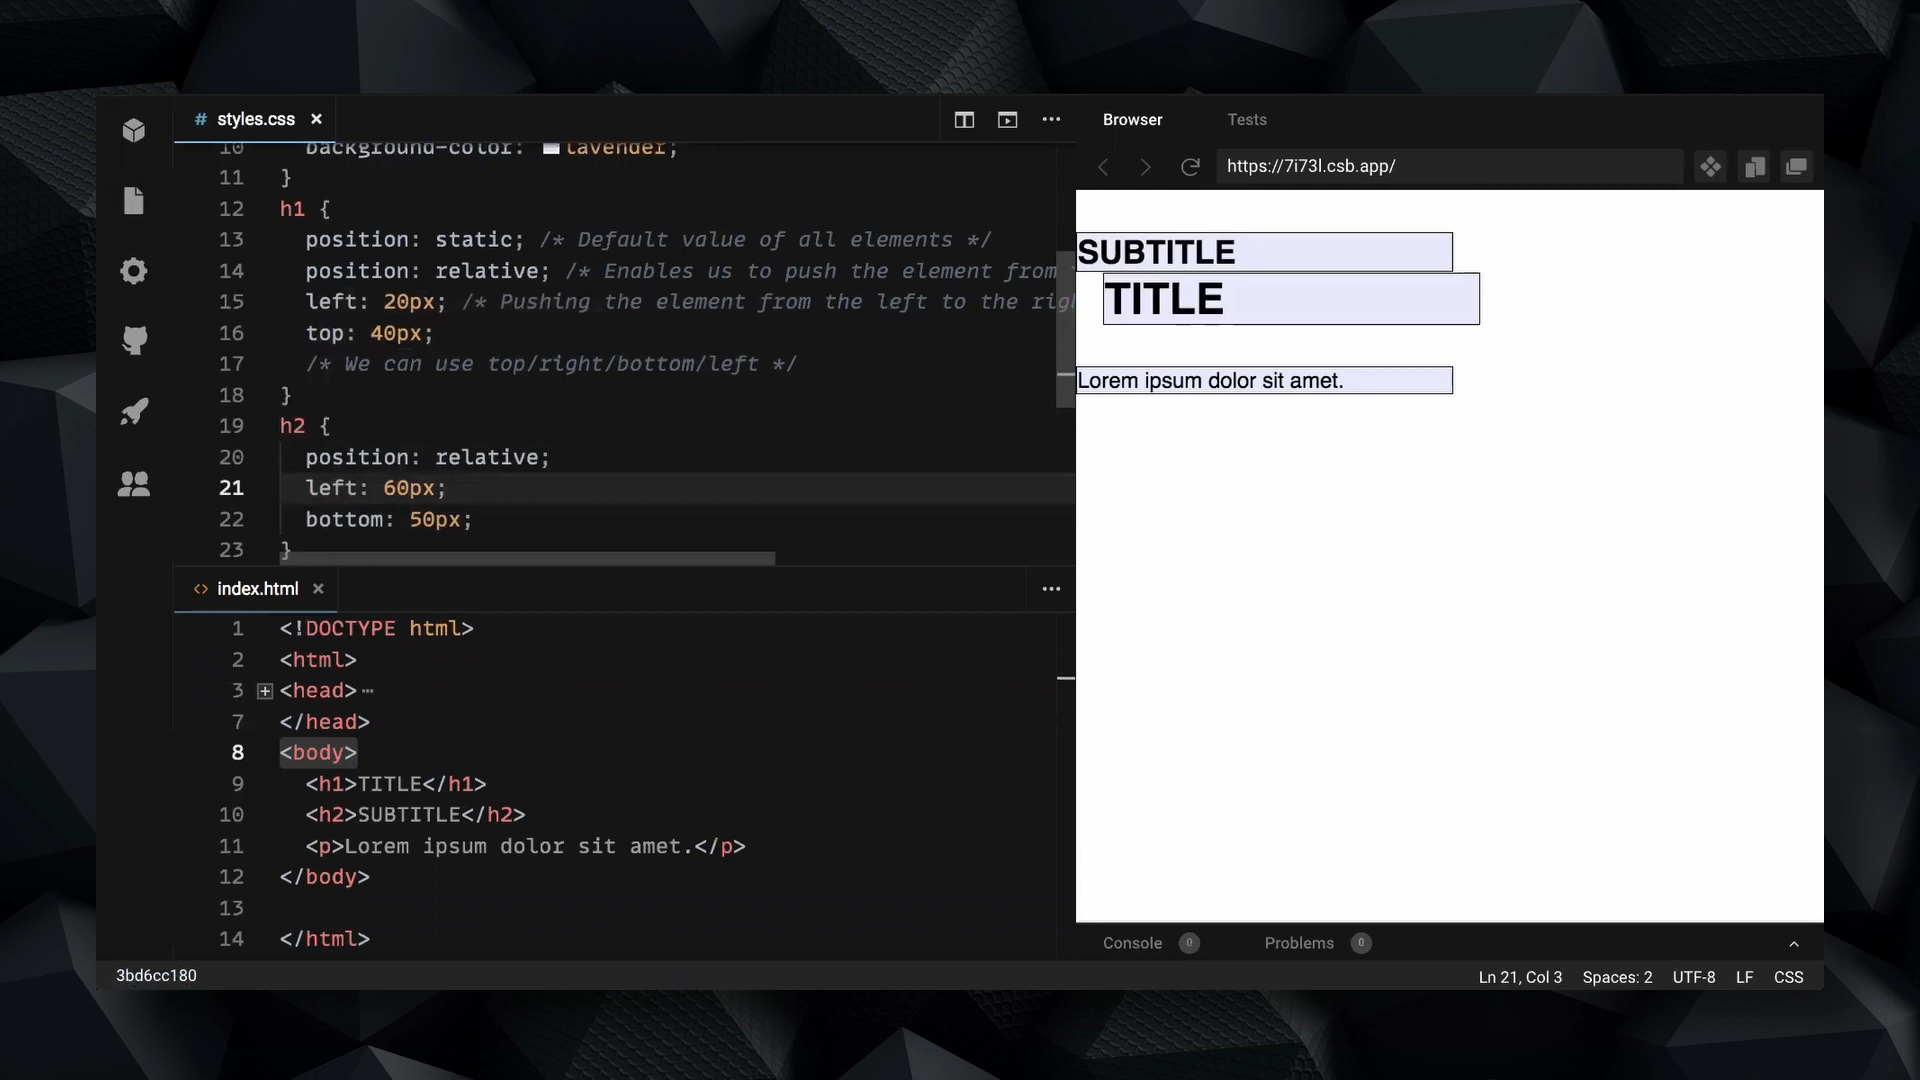 # styles.css ×
10 background-color: lavender;
11 }
12 h1 {
13 position: static; /* Default value of all elements */
14 position: relative; /* Enables us to push the element from
15 left: 20px; /* Pushing the element from the left to the righ
16 top: 40px;
17 /* We can use top/right/bottom/left */
18 }
19 h2 {
20 position: relative;
21 left: 60px;
22 bottom: 50px;
23 }
<> index.html ×
1 <!DOCTYPE html>
2 <html>
3 <head>
7 </head>
8 <body>
9 <h1>TITLE</h1>
10 <h2>SUBTITLE</h2>
11 <p>Lorem ipsum dolor sit amet.</p>
12 </body>
13
14 </html>
Browser Tests
https://7i73l.csb.app/
SUBTITLE
TITLE
Lorem ipsum dolor sit amet.
Console 0 Problems 0
3bd6cc180 Ln 21, Col 3 Spaces: 2 UTF-8 LF CSS